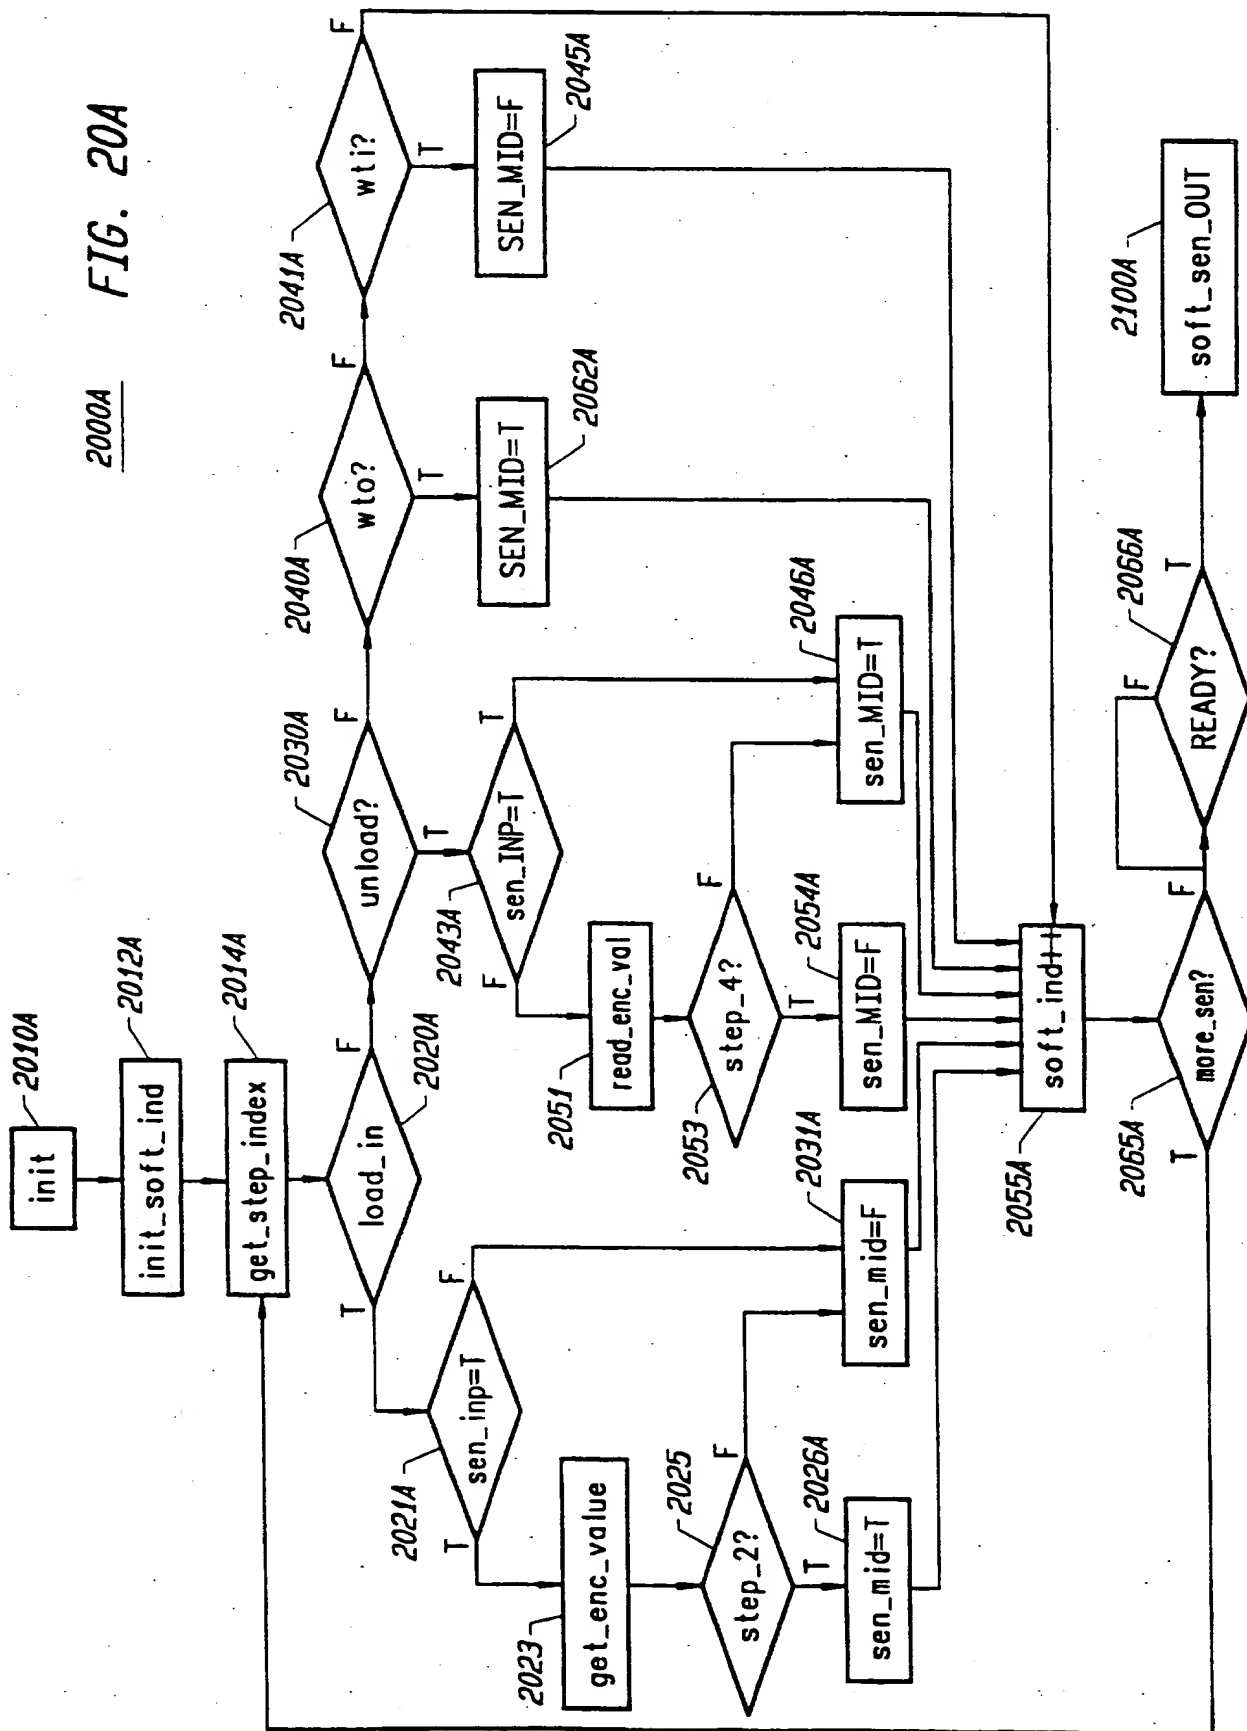 FIG. 20A
2000A
init
2010A
init_soft_ind
2012A
get_step_index
2014A
load_in
2020A
T
F
unload?
2030A
T
F
wto?
2040A
T
F
wti?
2041A
T
F
sen_inp=T
2021A
T
F
sen_INP=T
2043A
F
T
SEN_MID=T
2062A
SEN_MID=F
2045A
get_enc_value
2023
read_enc_val
2051
step_2?
2025
T
F
step_4?
2053
T
F
sen_mid=T
2026A
sen_mid=F
2031A
sen_MID=F
2054A
sen_MID=T
2046A
soft_ind++
2055A
more_sen?
2065A
T
F
READY?
2066A
F
T
soft_sen_OUT
2100A